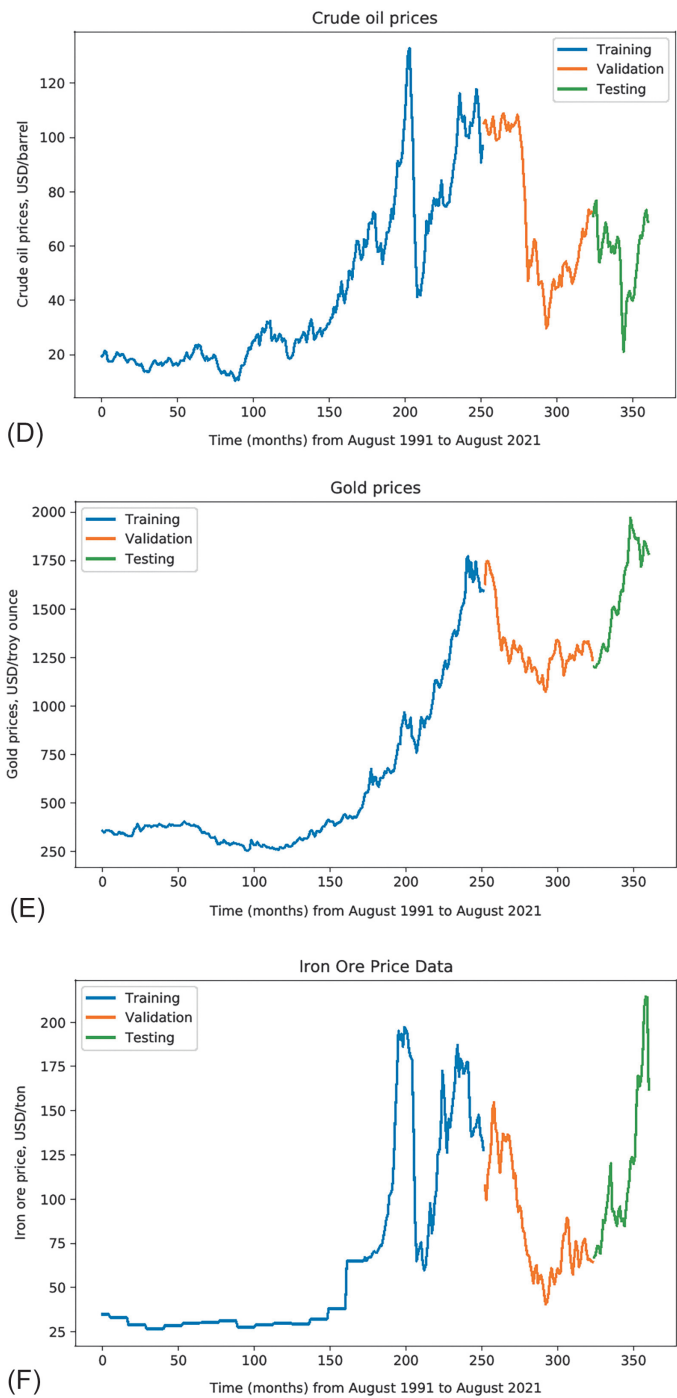 Crude oil prices
Training
Validation
Testing
Crude oil prices, USD/barrel
120
100
80
60
40
20
0 50 100 150 200 250 300 350
(D)
Time (months) from August 1991 to August 2021
Gold prices
Training
Validation
Testing
Gold prices, USD/troy ounce
2000
1750
1500
1250
1000
750
500
250
0 50 100 150 200 250 300 350
(E)
Time (months) from August 1991 to August 2021
Iron Ore Price Data
Training
Validation
Testing
Iron ore price, USD/ton
200
175
150
125
100
75
50
25
0 50 100 150 200 250 300 350
(F)
Time (months) from August 1991 to August 2021